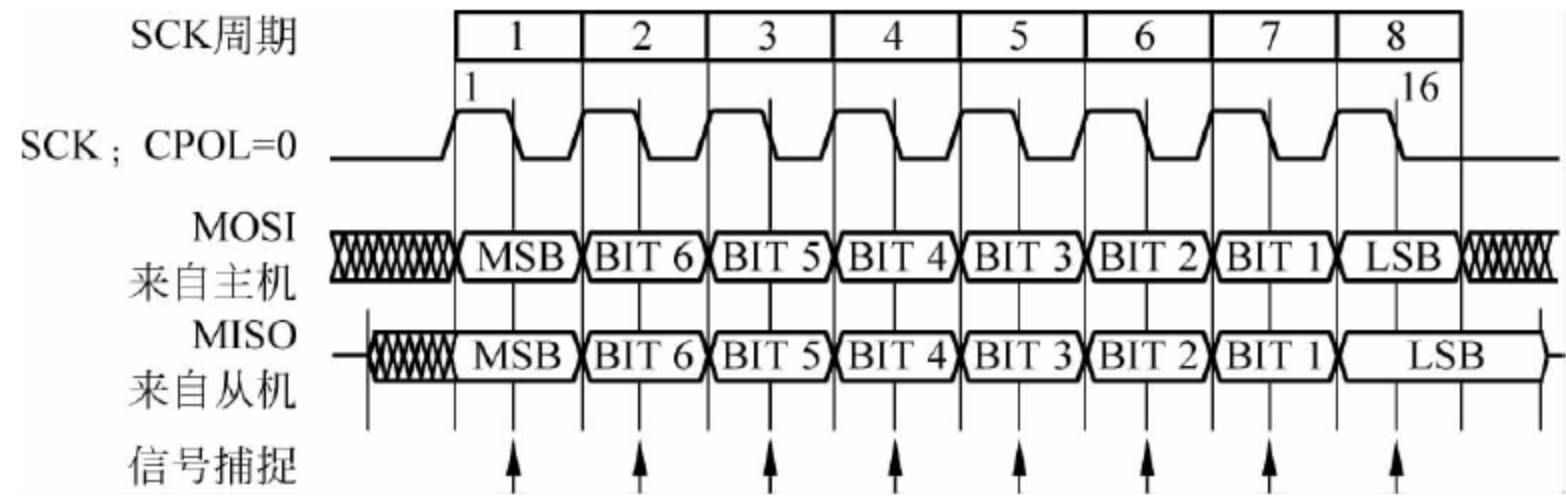 SCK周期 1 2 3 4 5 6 7 8
1 16
SCK；CPOL=0
MOSI
来自主机
MSB BIT 6 BIT 5 BIT 4 BIT 3 BIT 2 BIT 1 LSB
MISO
来自从机
MSB BIT 6 BIT 5 BIT 4 BIT 3 BIT 2 BIT 1 LSB
信号捕捉